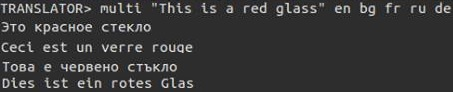 TRANSLATOR> multi "This is a red glass" en bg fr ru de
Это красное стекло
Ceci est un verre rouge
Това е червено стъкло
Dies ist ein rotes Glas